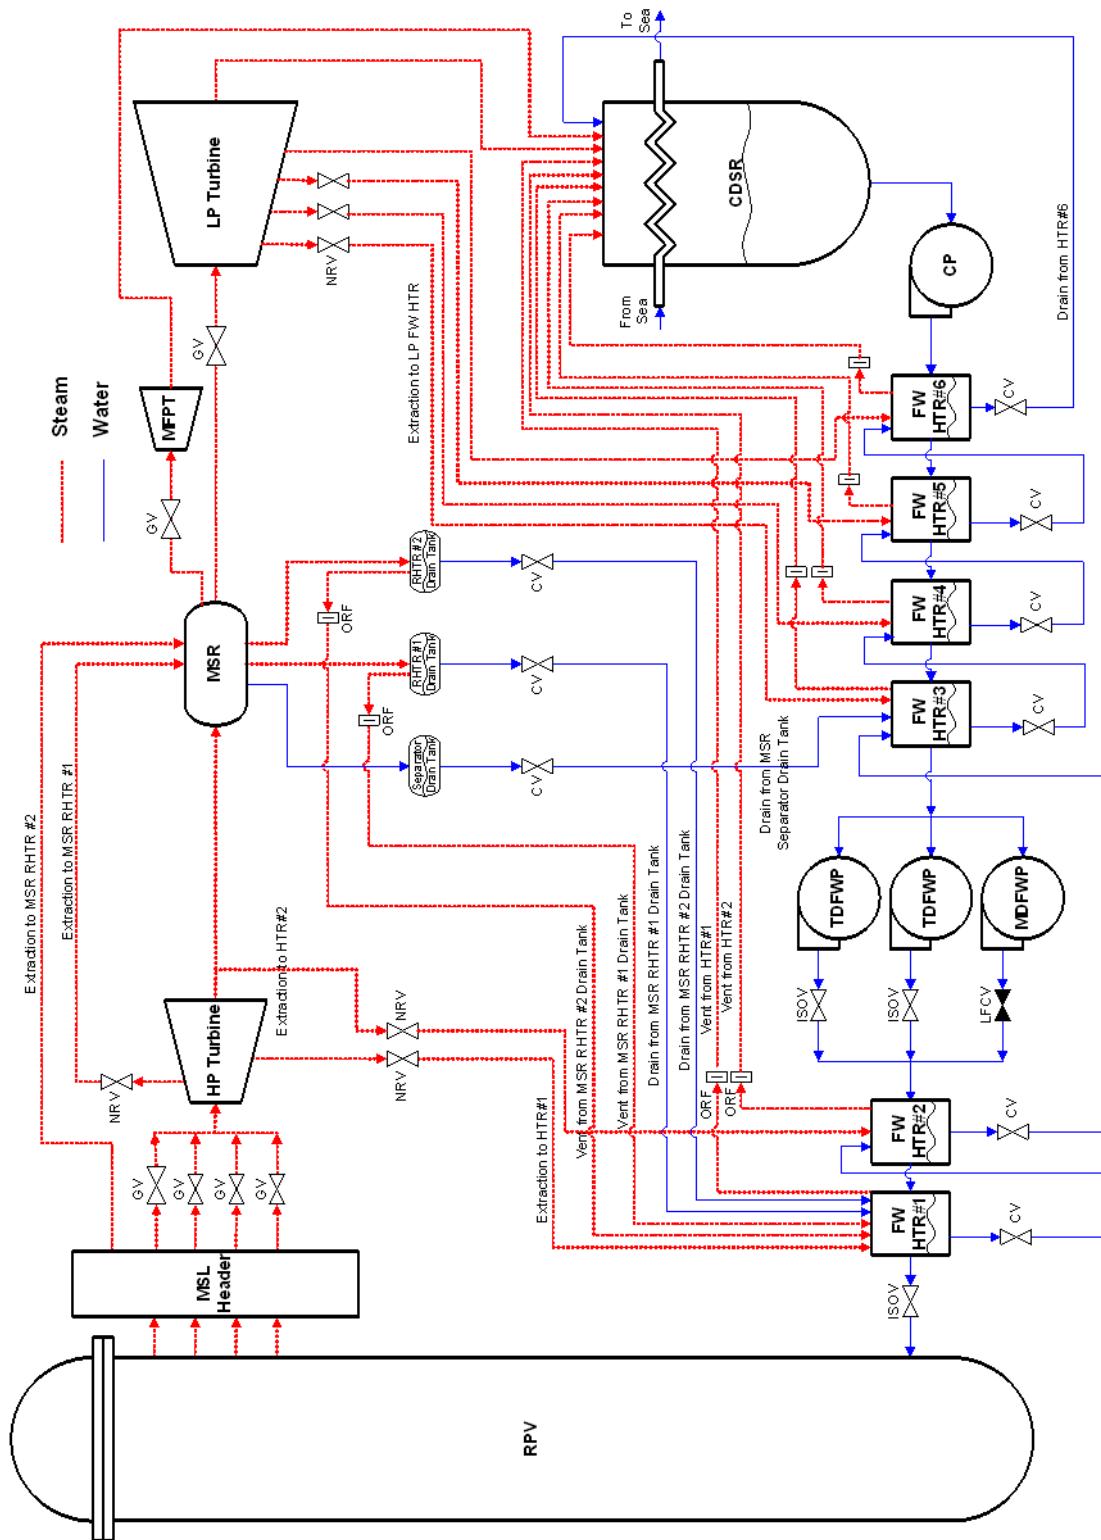 Steam
Water
To
Sea
LP Turbine
MFPT
GV
GV
NRV
Extraction to LP FW HTR
CDSR
From
Sea
CP
Drain from HTR#6
MSR
Extraction to MSR RHTR #2
Extraction to MSR RHTR #1
RHTR #2
Drain Tank
RHTR #1
Drain Tank
Separator
Drain Tank
ORF
ORF
CV
CV
CV
FW
HTR#6
CV
FW
HTR#5
CV
FW
HTR#4
CV
FW
HTR#3
CV
Drain from MSR
Separator Drain Tank
HP Turbine
NRV
Extraction to HTR#2
NRV
NRV
Extraction to HTR#1
Vent from MSR RHTR #2 Drain Tank
Vent from MSR RHTR #1 Drain Tank
Drain from MSR RHTR #1 Drain Tank
Drain from MSR RHTR #2 Drain Tank
Vent from HTR#1
Vent from HTR#2
ORF
ORF
TDFWP
TDFWP
MDFWP
ISOV
ISOV
LFCV
FW
HTR#2
CV
FW
HTR#1
CV
ISOV
GV
GV
GV
GV
MSL
Header
RPV